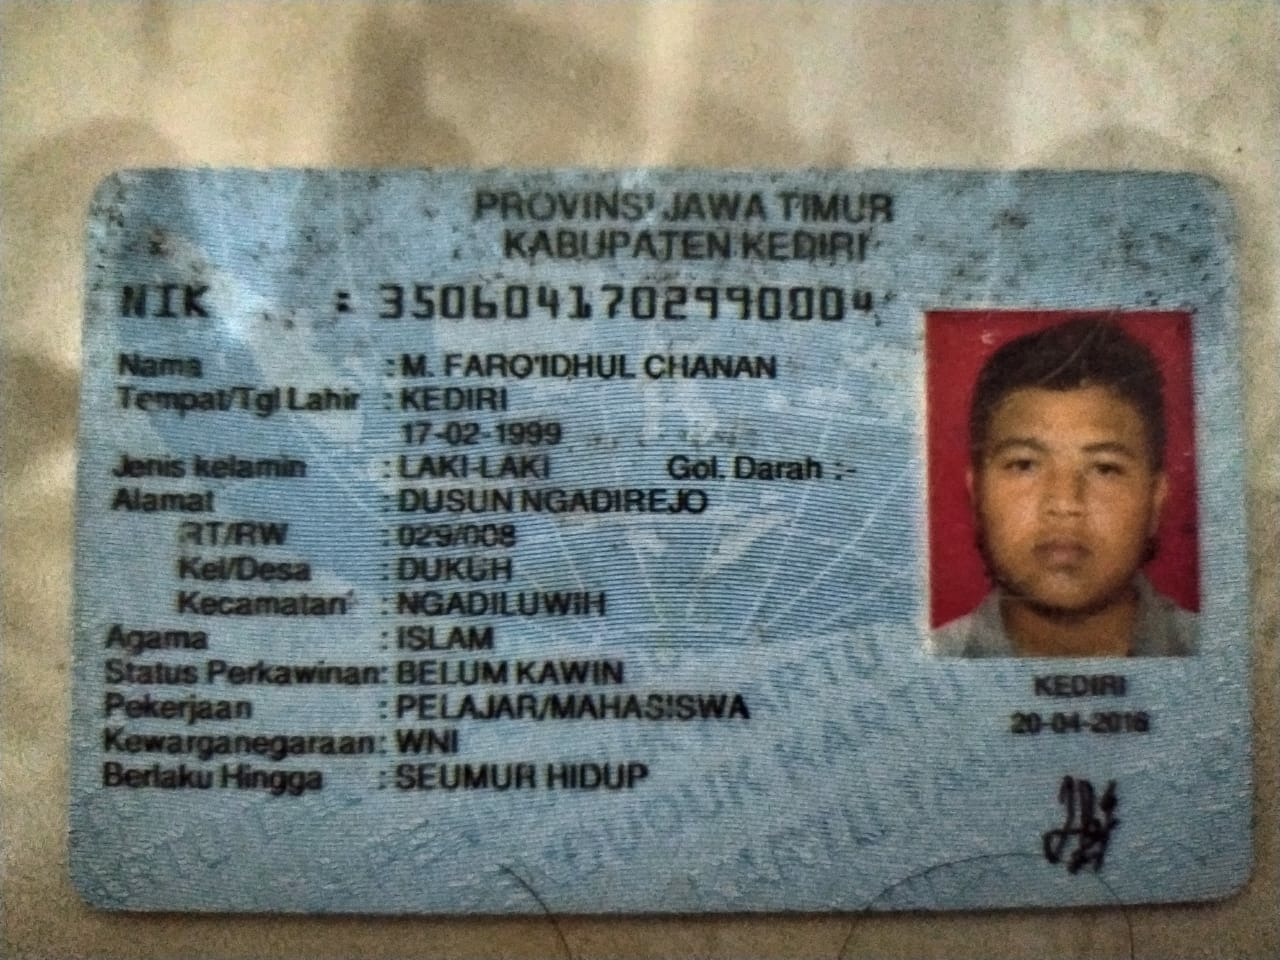 PROVINSI JAWA TIMUR
KABUPATEN KEDIRI
NIK : 3506041702990004
Nama : M. FARO'IDHUL CHANAN
Tempat/Tgl Lahir : KEDIRI
17-02-1999
Jenis kelamin : LAKI-LAKI Gol. Darah :-
Alamat : DUSUN NGADIREJO
RT/RW : 029/008
Kel/Desa : DUKUH
Kecamatan : NGADILUWIH
Agama : ISLAM
Status Perkawinan: BELUM KAWIN
Pekerjaan : PELAJAR/MAHASISWA
Kewarganegaraan: WNI
Berlaku Hingga : SEUMUR HIDUP
KEDIRI
20-04-2016